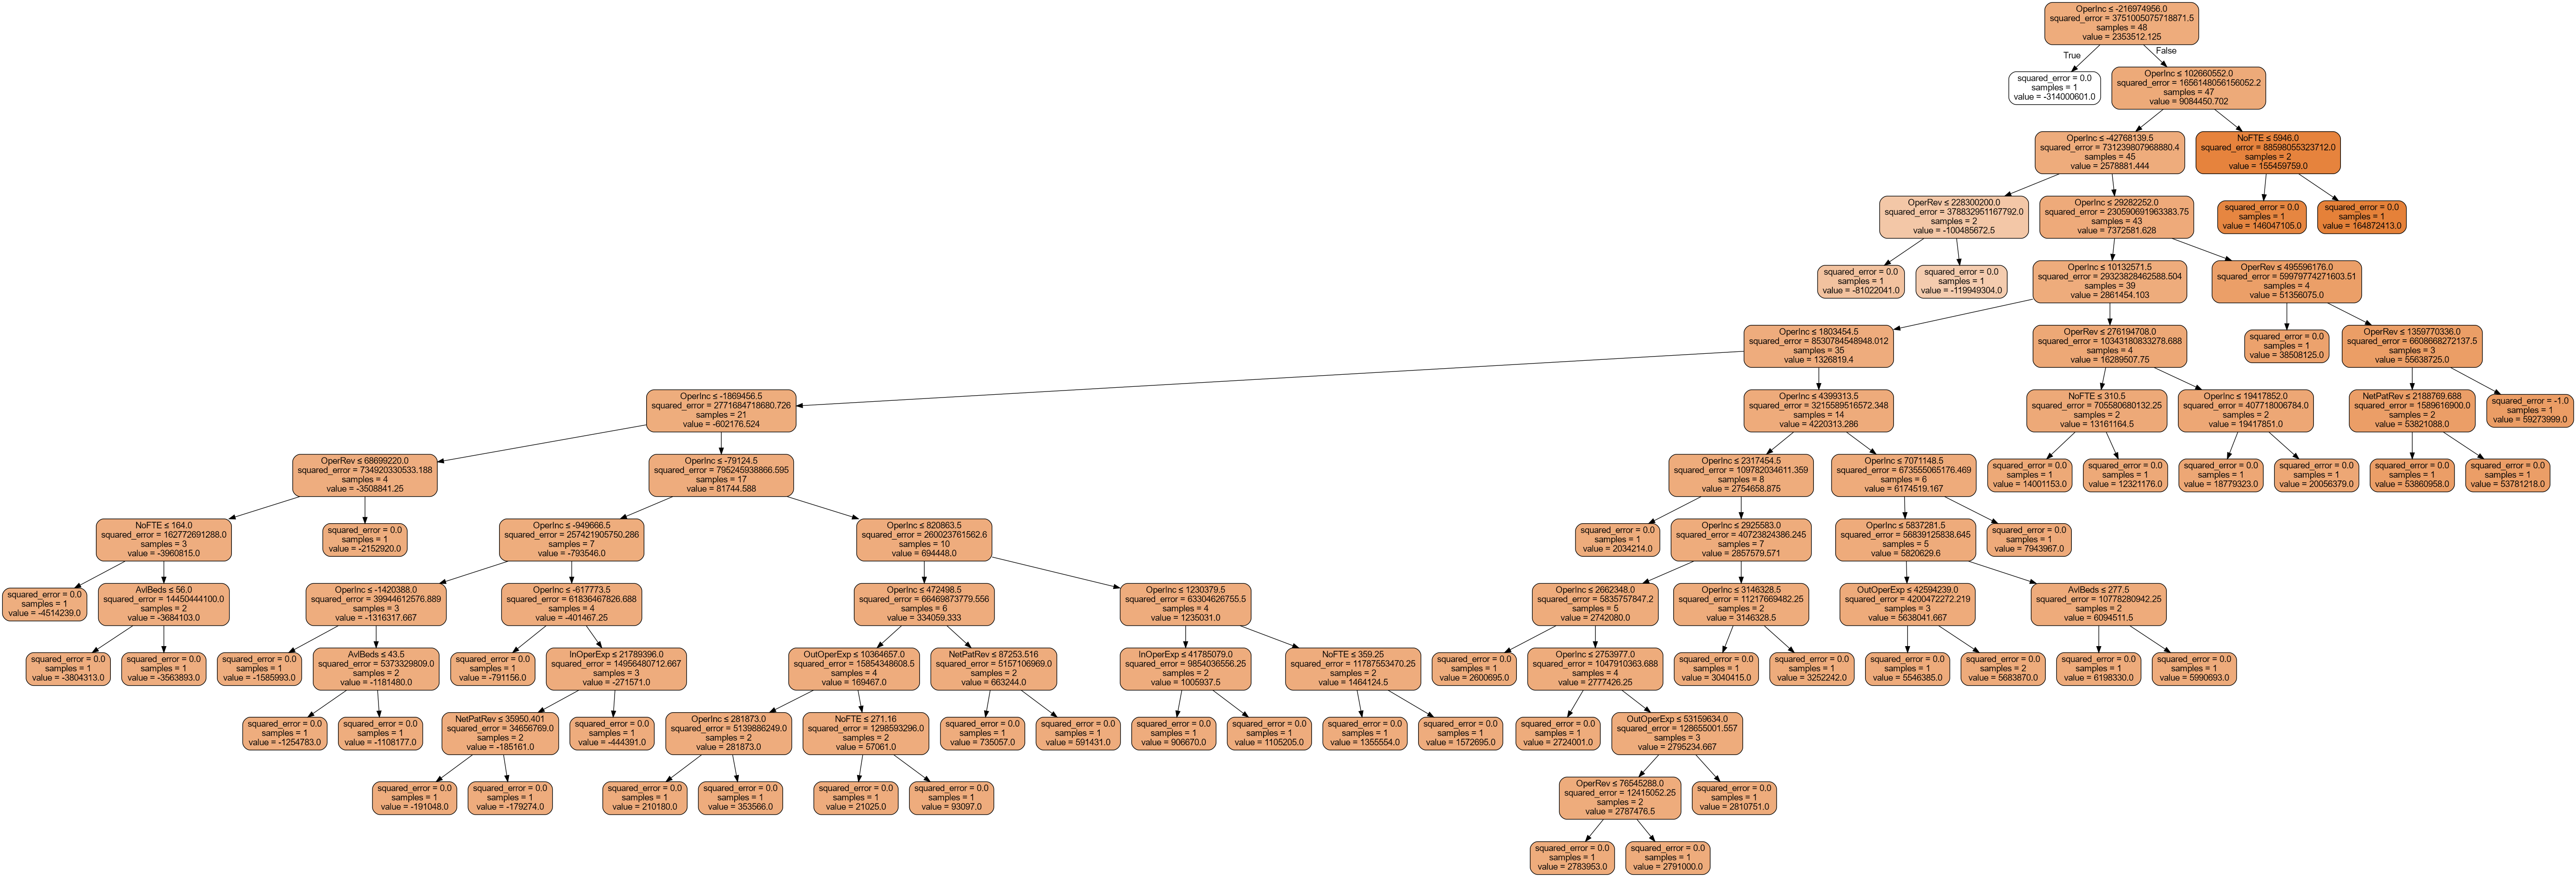 OperInc ≤ -216974956.0
squared_error = 3751005075718871.5
samples = 48
value = 2353512.125
True
False
squared_error = 0.0
samples = 1
value = -314000601.0
OperInc ≤ 102660552.0
squared_error = 1656148056156052.2
samples = 47
value = 9084450.702
OperInc ≤ -42768139.5
squared_error = 731239807968880.4
samples = 45
value = 2578881.444
NoFTE ≤ 5946.0
squared_error = 88598055323712.0
samples = 2
value = 155459759.0
OperRev ≤ 228300200.0
squared_error = 378832951167792.0
samples = 2
value = -100485672.5
OperInc ≤ 29282252.0
squared_error = 230590691963383.75
samples = 43
value = 7372581.628
squared_error = 0.0
samples = 1
value = 146047105.0
squared_error = 0.0
samples = 1
value = 164872413.0
squared_error = 0.0
samples = 1
value = -81022041.0
squared_error = 0.0
samples = 1
value = -119949304.0
OperInc ≤ 10132571.5
squared_error = 29323828462588.504
samples = 39
value = 2861454.103
OperRev ≤ 495596176.0
squared_error = 59979774271603.51
samples = 4
value = 51356075.0
OperInc ≤ 1803454.5
squared_error = 8530784548948.012
samples = 35
value = 1326819.4
OperRev ≤ 276194708.0
squared_error = 10343180833278.688
samples = 4
value = 16289507.75
squared_error = 0.0
samples = 1
value = 38508125.0
OperRev ≤ 1359770336.0
squared_error = 6608668272137.5
samples = 3
value = 55638725.0
OperInc ≤ -1869456.5
squared_error = 2771684718680.726
samples = 21
value = -602176.524
OperInc ≤ 4399313.5
squared_error = 3215589516572.348
samples = 14
value = 4220313.286
NoFTE ≤ 310.5
squared_error = 705580680132.25
samples = 2
value = 13161164.5
OperInc ≤ 19417852.0
squared_error = 407718006784.0
samples = 2
value = 19417851.0
NetPatRev ≤ 2188769.688
squared_error = 1589616900.0
samples = 2
value = 53821088.0
squared_error = -1.0
samples = 1
value = 59273999.0
OperRev ≤ 68699220.0
squared_error = 734920330533.188
samples = 4
value = -3508841.25
OperInc ≤ -79124.5
squared_error = 795245938866.595
samples = 17
value = 81744.588
OperInc ≤ 2317454.5
squared_error = 109782034611.359
samples = 8
value = 2754658.875
OperInc ≤ 7071148.5
squared_error = 673555065176.469
samples = 6
value = 6174519.167
squared_error = 0.0
samples = 1
value = 14001153.0
squared_error = 0.0
samples = 1
value = 12321176.0
squared_error = 0.0
samples = 1
value = 18779323.0
squared_error = 0.0
samples = 1
value = 20056379.0
squared_error = 0.0
samples = 1
value = 53860958.0
squared_error = 0.0
samples = 1
value = 53781218.0
NoFTE ≤ 164.0
squared_error = 162772691288.0
samples = 3
value = -3960815.0
squared_error = 0.0
samples = 1
value = -2152920.0
OperInc ≤ -949666.5
squared_error = 257421905750.286
samples = 7
value = -793546.0
OperInc ≤ 820863.5
squared_error = 260023761562.6
samples = 10
value = 694448.0
squared_error = 0.0
samples = 1
value = 2034214.0
OperInc ≤ 2925583.0
squared_error = 40723824386.245
samples = 7
value = 2857579.571
OperInc ≤ 5837281.5
squared_error = 56839125838.645
samples = 5
value = 5820629.6
squared_error = 0.0
samples = 1
value = 7943967.0
squared_error = 0.0
samples = 1
value = -4514239.0
AvlBeds ≤ 56.0
squared_error = 14450444100.0
samples = 2
value = -3684103.0
OperInc ≤ -1420388.0
squared_error = 39944612576.889
samples = 3
value = -1316317.667
OperInc ≤ -617773.5
squared_error = 61836467826.688
samples = 4
value = -401467.25
OperInc ≤ 472498.5
squared_error = 66469873779.556
samples = 6
value = 334059.333
OperInc ≤ 1230379.5
squared_error = 63304626755.5
samples = 4
value = 1235031.0
OperInc ≤ 2662348.0
squared_error = 5835757847.2
samples = 5
value = 2742080.0
OperInc ≤ 3146328.5
squared_error = 11217669482.25
samples = 2
value = 3146328.5
OutOperExp ≤ 42594239.0
squared_error = 4200472272.219
samples = 3
value = 5638041.667
AvlBeds ≤ 277.5
squared_error = 10778280942.25
samples = 2
value = 6094511.5
squared_error = 0.0
samples = 1
value = -3804313.0
squared_error = 0.0
samples = 1
value = -3563893.0
squared_error = 0.0
samples = 1
value = -1585993.0
AvlBeds ≤ 43.5
squared_error = 5373329809.0
samples = 2
value = -1181480.0
squared_error = 0.0
samples = 1
value = -791156.0
InOperExp ≤ 21789396.0
squared_error = 14956480712.667
samples = 3
value = -271571.0
OutOperExp ≤ 10364657.0
squared_error = 15854348608.5
samples = 4
value = 169467.0
NetPatRev ≤ 87253.516
squared_error = 5157106969.0
samples = 2
value = 663244.0
InOperExp ≤ 41785079.0
squared_error = 9854036556.25
samples = 2
value = 1005937.5
NoFTE ≤ 359.25
squared_error = 11787553470.25
samples = 2
value = 1464124.5
squared_error = 0.0
samples = 1
value = 2600695.0
OperInc ≤ 2753977.0
squared_error = 1047910363.688
samples = 4
value = 2777426.25
squared_error = 0.0
samples = 1
value = 3040415.0
squared_error = 0.0
samples = 1
value = 3252242.0
squared_error = 0.0
samples = 1
value = 5546385.0
squared_error = 0.0
samples = 2
value = 5683870.0
squared_error = 0.0
samples = 1
value = 6198330.0
squared_error = 0.0
samples = 1
value = 5990693.0
squared_error = 0.0
samples = 1
value = -1254783.0
squared_error = 0.0
samples = 1
value = -1108177.0
NetPatRev ≤ 35950.401
squared_error = 34656769.0
samples = 2
value = -185161.0
squared_error = 0.0
samples = 1
value = -444391.0
OperInc ≤ 281873.0
squared_error = 5139886249.0
samples = 2
value = 281873.0
NoFTE ≤ 271.16
squared_error = 1298593296.0
samples = 2
value = 57061.0
squared_error = 0.0
samples = 1
value = 735057.0
squared_error = 0.0
samples = 1
value = 591431.0
squared_error = 0.0
samples = 1
value = 906670.0
squared_error = 0.0
samples = 1
value = 1105205.0
squared_error = 0.0
samples = 1
value = 1355554.0
squared_error = 0.0
samples = 1
value = 1572695.0
squared_error = 0.0
samples = 1
value = 2724001.0
OutOperExp ≤ 53159634.0
squared_error = 128655001.557
samples = 3
value = 2795234.667
squared_error = 0.0
samples = 1
value = -191048.0
squared_error = 0.0
samples = 1
value = -179274.0
squared_error = 0.0
samples = 1
value = 210180.0
squared_error = 0.0
samples = 1
value = 353566.0
squared_error = 0.0
samples = 1
value = 21025.0
squared_error = 0.0
samples = 1
value = 93097.0
OperRev ≤ 76545288.0
squared_error = 12415052.25
samples = 2
value = 2787476.5
squared_error = 0.0
samples = 1
value = 2810751.0
squared_error = 0.0
samples = 1
value = 2783953.0
squared_error = 0.0
samples = 1
value = 2791000.0